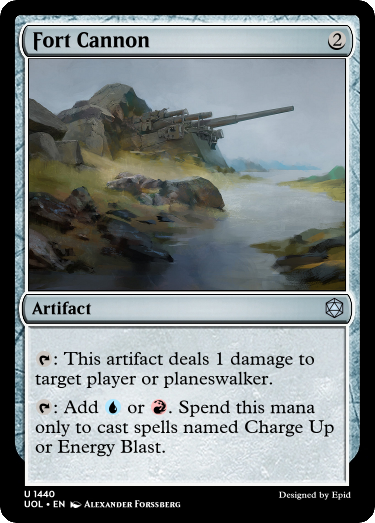 Fort Cannon 2
Artifact
: This artifact deals 1 damage to
target player or planeswalker.
: Add or . Spend this mana
only to cast spells named Charge Up
or Energy Blast.
U 1440
UOL • EN Alexander Forssberg
Designed by Epid